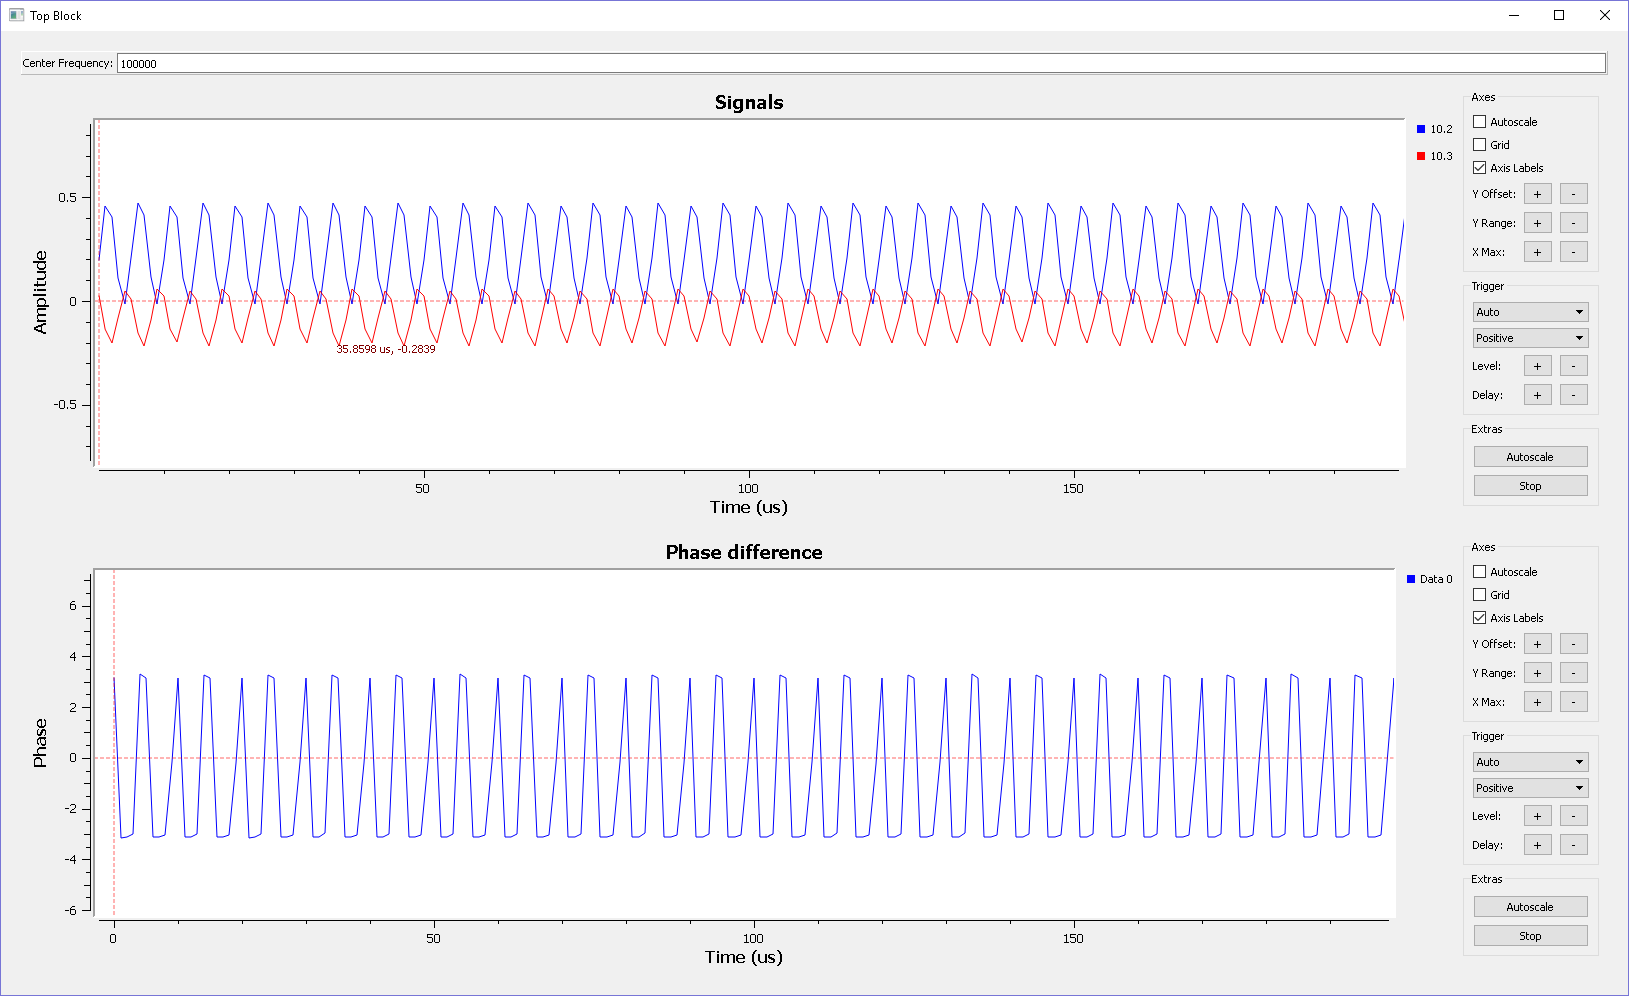 Top Block
Center Frequency: 100000
Signals
Amplitude
0.5
0
-0.5
35.8598 us, -0.2839
50
100
150
Time (us)
10.2
10.3
Axes
Autoscale
Grid
Axis Labels
Y Offset: + -
Y Range: + -
X Max: + -
Trigger
Auto
Positive
Level: + -
Delay: + -
Extras
Autoscale
Stop
Phase difference
Phase
6
4
2
0
-2
-4
-6
0
50
100
150
Time (us)
Data 0
Axes
Autoscale
Grid
Axis Labels
Y Offset: + -
Y Range: + -
X Max: + -
Trigger
Auto
Positive
Level: + -
Delay: + -
Extras
Autoscale
Stop